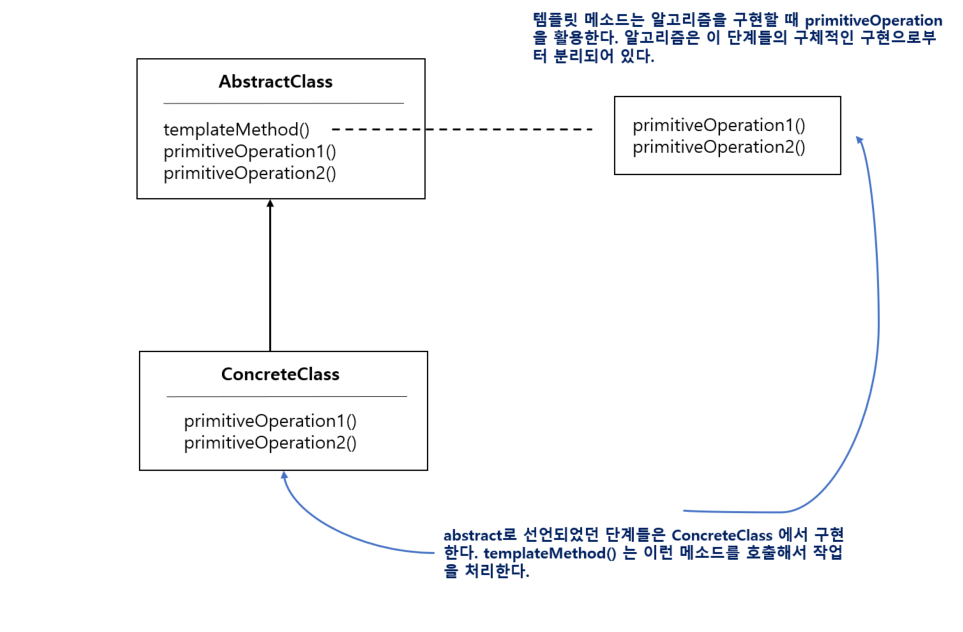 템플릿 메소드는 알고리즘을 구현할 때 primitiveOperation
을 활용한다. 알고리즘은 이 단계들의 구체적인 구현으로부
터 분리되어 있다.
AbstractClass
templateMethod()
primitiveOperation1()
primitiveOperation2()
primitiveOperation1()
primitiveOperation2()
ConcreteClass
primitiveOperation1()
primitiveOperation2()
abstract로 선언되었던 단계들은 ConcreteClass 에서 구현
한다. templateMethod() 는 이런 메소드를 호출해서 작업
을 처리한다.